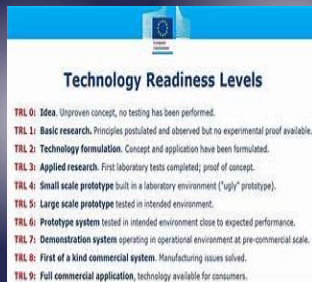 European
Commission
Technology Readiness Levels
TRL 0: Idea. Unproven concept, no testing has been performed.
TRL 1: Basic research. Principles postulated and observed but no experimental proof available.
TRL 2: Technology formulation. Concept and application have been formulated.
TRL 3: Applied research. First laboratory tests completed; proof of concept.
TRL 4: Small scale prototype built in a laboratory environment ("ugly" prototype).
TRL 5: Large scale prototype tested in intended environment.
TRL 6: Prototype system tested in intended environment close to expected performance.
TRL 7: Demonstration system operating in operational environment at pre-commercial scale.
TRL 8: First of a kind commercial system. Manufacturing issues solved.
TRL 9: Full commercial application, technology available for consumers.